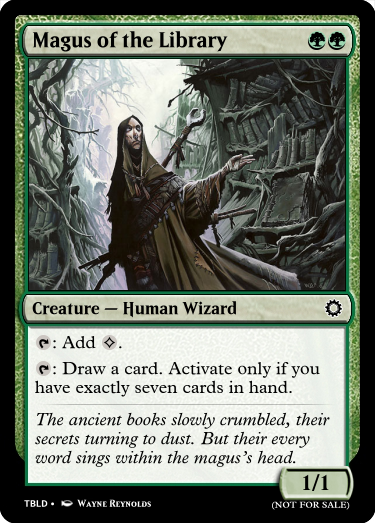 Magus of the Library
Creature — Human Wizard
: Add .
: Draw a card. Activate only if you
have exactly seven cards in hand.
The ancient books slowly crumbled, their
secrets turning to dust. But their every
word sings within the magus's head.
1/1
TBLD • Wayne Reynolds
(NOT FOR SALE)